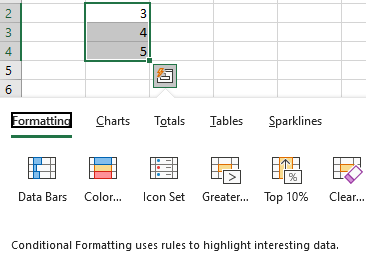 2 3
3 4
4 5
5
6
Formatting Charts Totals Tables Sparklines
Data Bars Color... Icon Set Greater... Top 10% Clear...
Conditional Formatting uses rules to highlight interesting data.